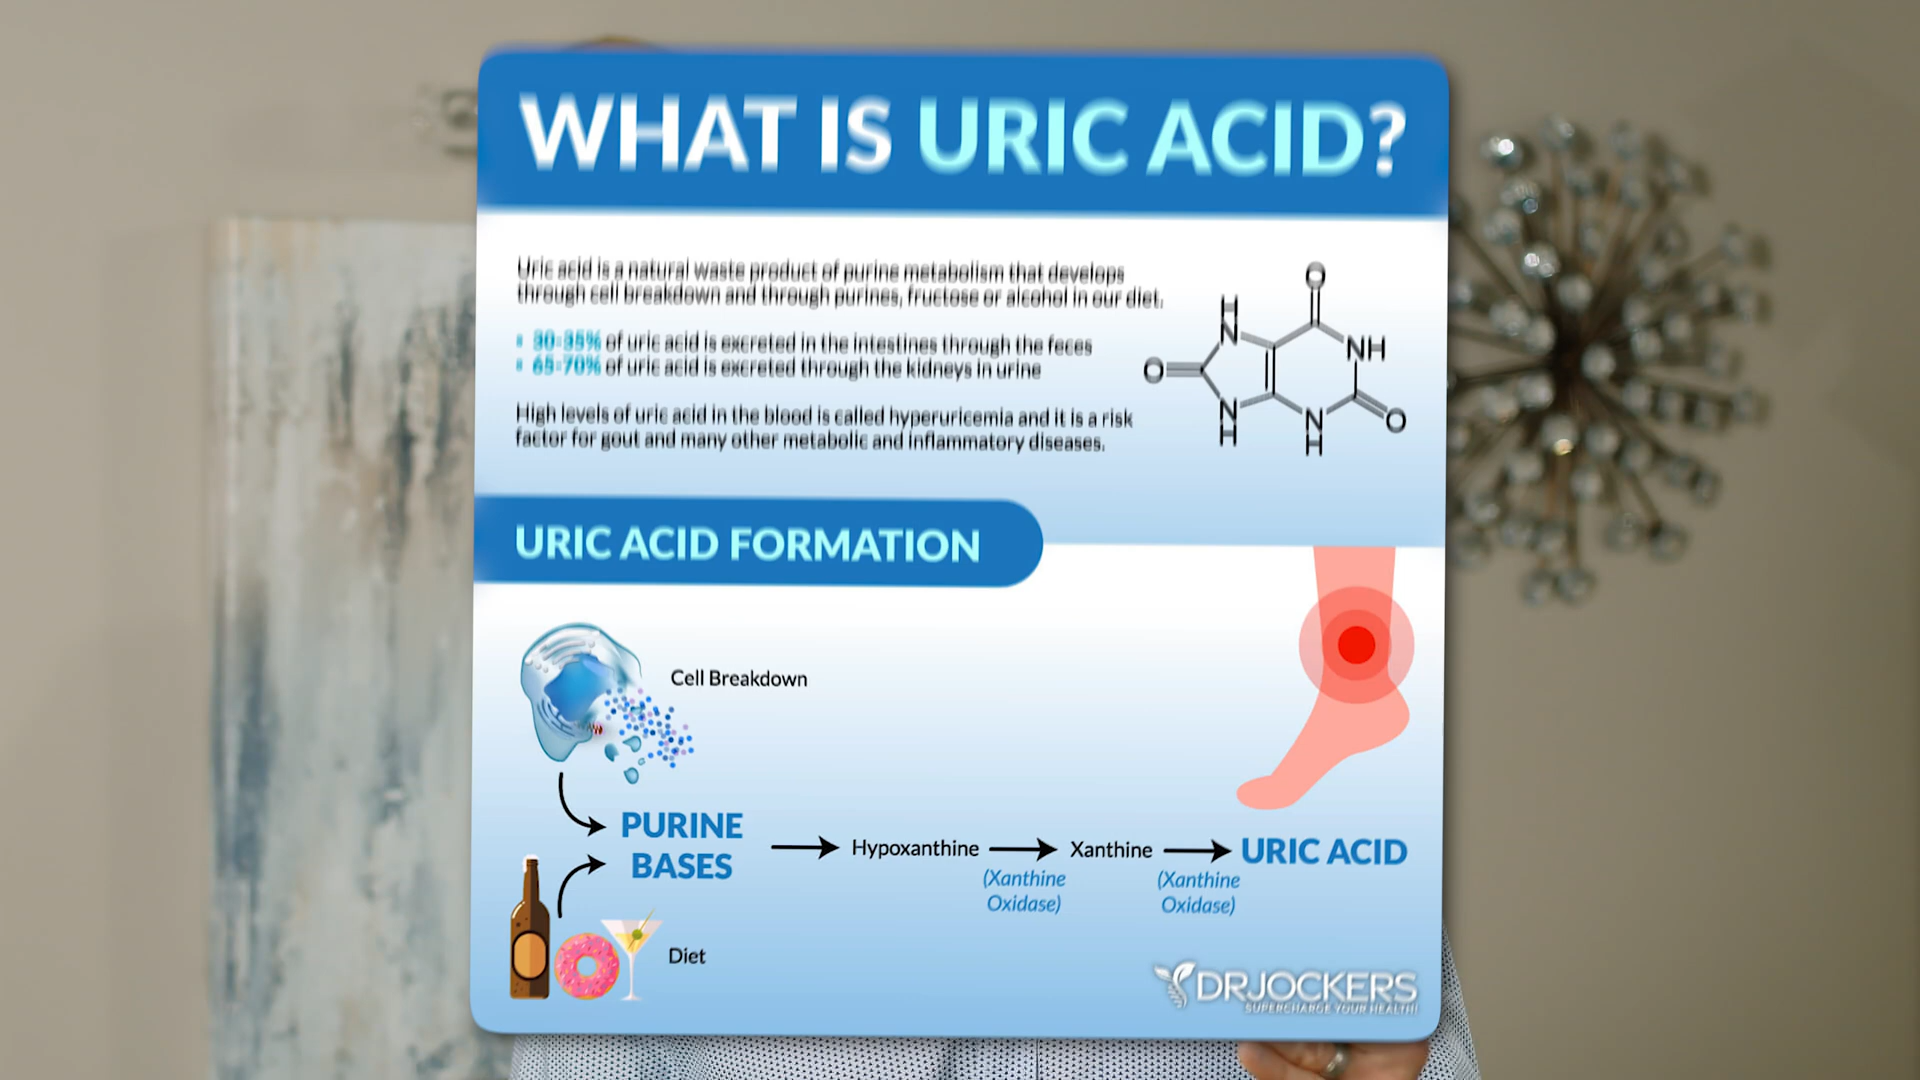 WHAT IS URIC ACID?
Uric acid is a natural waste product of purine metabolism that develops
through cell breakdown and through purines, fructose or alcohol in our diet.
30-35% of uric acid is excreted in the intestines through the feces
65-70% of uric acid is excreted through the kidneys in urine
High levels of uric acid in the blood is called hyperuricemia and it is a risk
factor for gout and many other metabolic and inflammatory diseases.
O
H
N
NH
O
N
H
N
H
O
URIC ACID FORMATION
Cell Breakdown
PURINE
BASES
Hypoxanthine
(Xanthine
Oxidase)
Xanthine
(Xanthine
Oxidase)
URIC ACID
Diet
DRJOCKERS
SUPERCHARGE YOUR HEALTH!